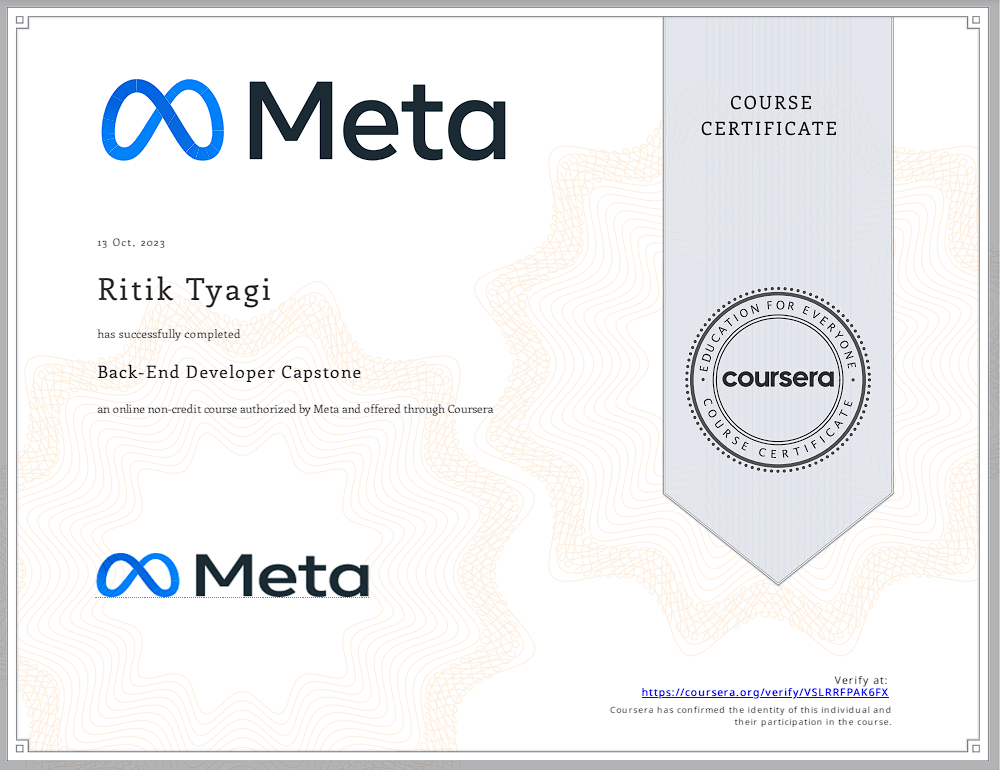 Meta
COURSE
CERTIFICATE
13 Oct, 2023
Ritik Tyagi
has successfully completed
Back-End Developer Capstone
an online non-credit course authorized by Meta and offered through Coursera
EDUCATION FOR EVERYONE
coursera
COURSE CERTIFICATE
Meta
Verify at:
https://coursera.org/verify/VSLRRFPAK6FX
Coursera has confirmed the identity of this individual and
their participation in the course.